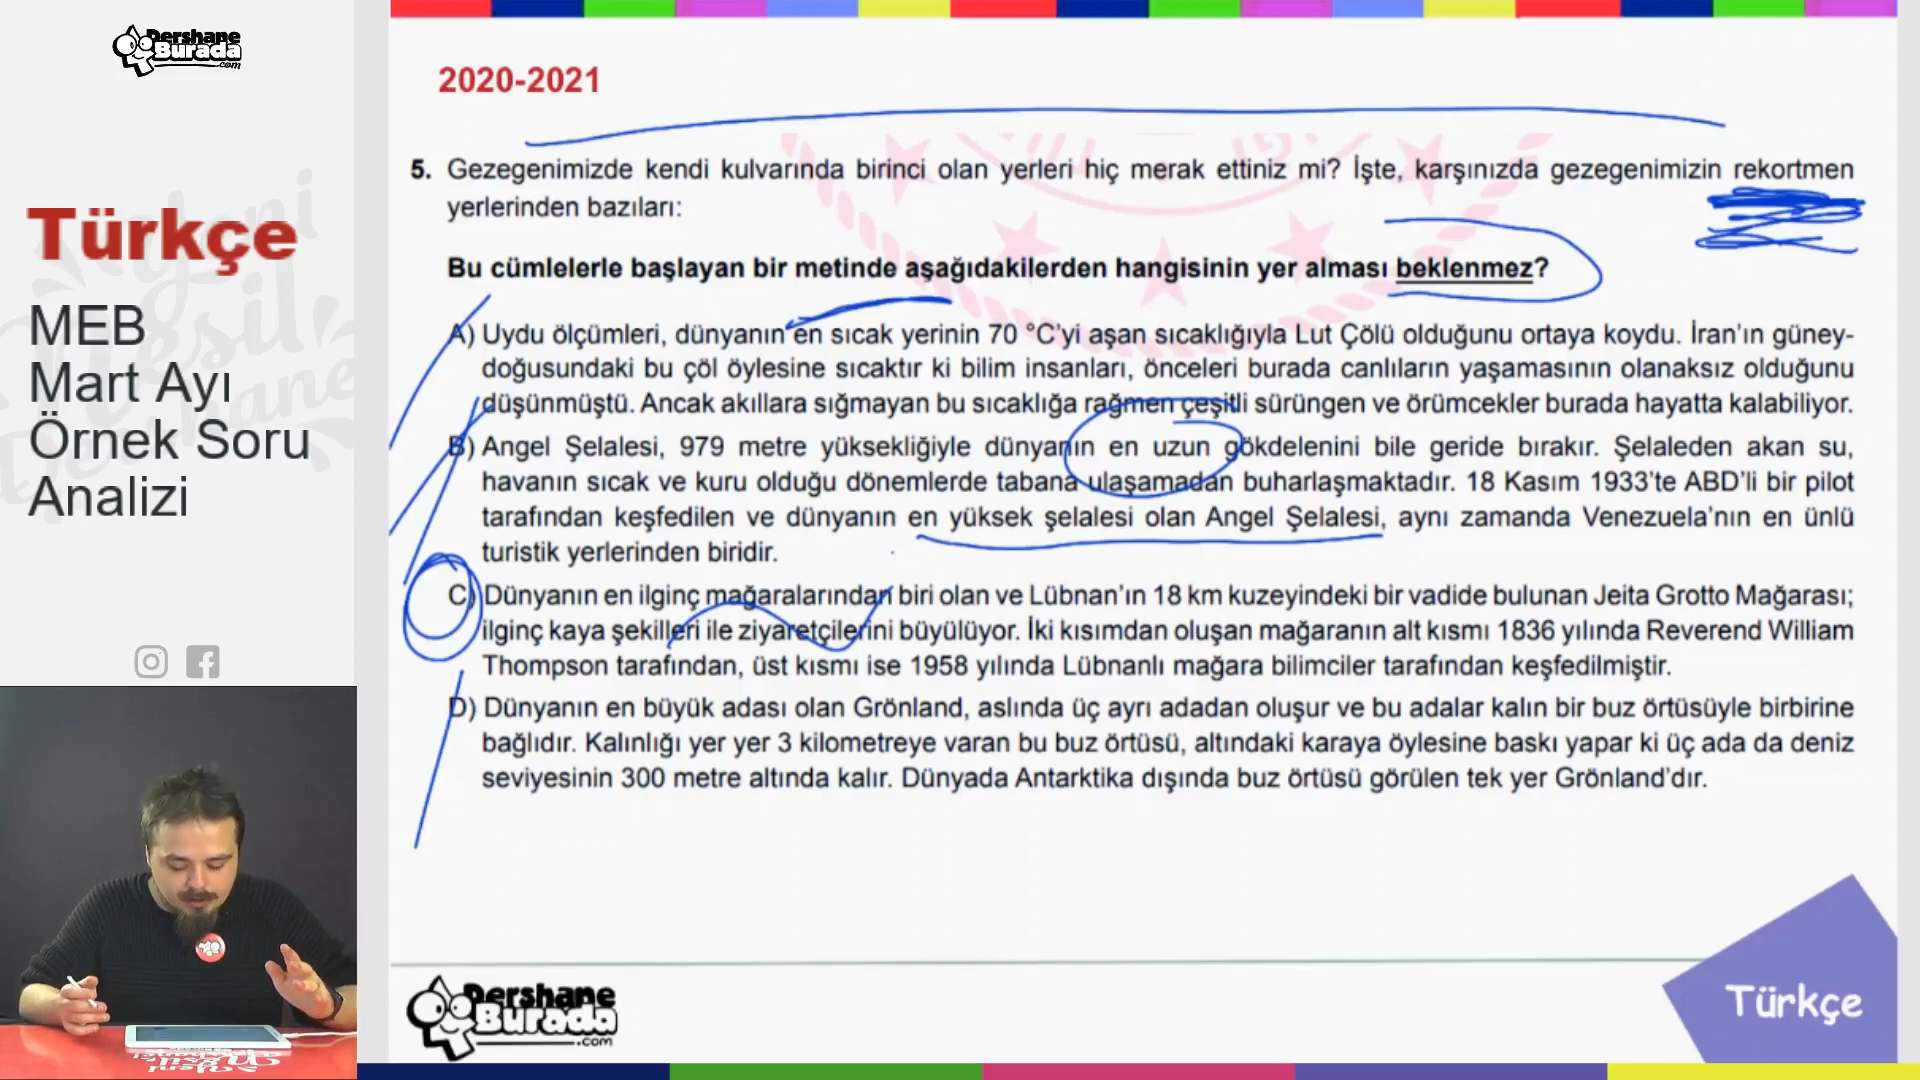 Dershane
Burada
.com
Türkçe
MEB
Mart Ayı
Örnek Soru
Analizi
2020-2021
5. Gezegenimizde kendi kulvarında birinci olan yerleri hiç merak ettiniz mi? İşte, karşınızda gezegenimizin rekortmen
yerlerinden bazıları:
Bu cümlelerle başlayan bir metinde aşağıdakilerden hangisinin yer alması beklenmez?
A) Uydu ölçümleri, dünyanın en sıcak yerinin 70 °C'yi aşan sıcaklığıyla Lut Çölü olduğunu ortaya koydu. İran'ın güney-
doğusundaki bu çöl öylesine sıcaktır ki bilim insanları, önceleri burada canlıların yaşamasının olanaksız olduğunu
düşünmüştü. Ancak akıllara sığmayan bu sıcaklığa rağmen çeşitli sürüngen ve örümcekler burada hayatta kalabiliyor.
B) Angel Şelalesi, 979 metre yüksekliğiyle dünyanın en uzun gökdelenini bile geride bırakır. Şelaleden akan su,
havanın sıcak ve kuru olduğu dönemlerde tabana ulaşamadan buharlaşmaktadır. 18 Kasım 1933'te ABD'li bir pilot
tarafından keşfedilen ve dünyanın en yüksek şelalesi olan Angel Şelalesi, aynı zamanda Venezuela'nın en ünlü
turistik yerlerinden biridir.
C) Dünyanın en ilginç mağaralarından biri olan ve Lübnan'ın 18 km kuzeyindeki bir vadide bulunan Jeita Grotto Mağarası;
ilginç kaya şekilleri ile ziyaretçilerini büyülüyor. İki kısımdan oluşan mağaranın alt kısmı 1836 yılında Reverend William
Thompson tarafından, üst kısmı ise 1958 yılında Lübnanlı mağara bilimciler tarafından keşfedilmiştir.
D) Dünyanın en büyük adası olan Grönland, aslında üç ayrı adadan oluşur ve bu adalar kalın bir buz örtüsüyle birbirine
bağlıdır. Kalınlığı yer yer 3 kilometreye varan bu buz örtüsü, altındaki karaya öylesine baskı yapar ki üç ada da deniz
seviyesinin 300 metre altında kalır. Dünyada Antarktika dışında buz örtüsü görülen tek yer Grönland'dır.
Dershane
Burada
.com
Türkçe